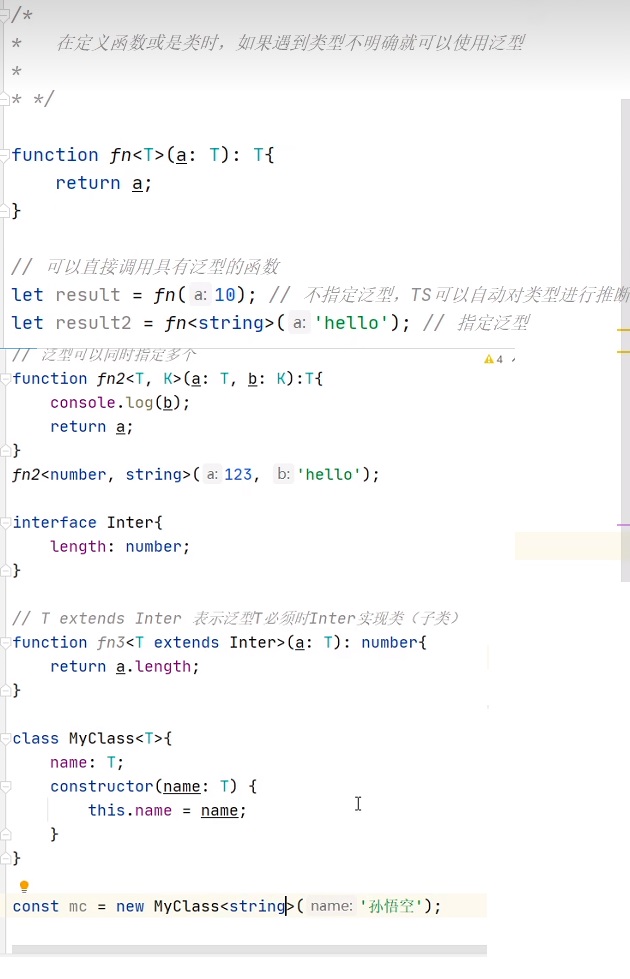 /*
* 在定义函数或是类时，如果遇到类型不明确就可以使用泛型
*
* */
function fn<T>(a: T): T{
return a;
}
// 可以直接调用具有泛型的函数
let result = fn( a: 10); // 不指定泛型，TS可以自动对类型进行推断
let result2 = fn<string>( a: 'hello'); // 指定泛型
// 泛型可以同时指定多个
4
function fn2<T, K>(a: T, b: K):T{
console.log(b);
return a;
}
fn2<number, string>( a: 123, b: 'hello');
interface Inter{
length: number;
}
// T extends Inter 表示泛型T必须时Inter实现类（子类）
function fn3<T extends Inter>(a: T): number{
return a.length;
}
class MyClass<T>{
name: T;
constructor(name: T) {
this.name = name;
}
}
const mc = new MyClass<string>( name: '孙悟空');